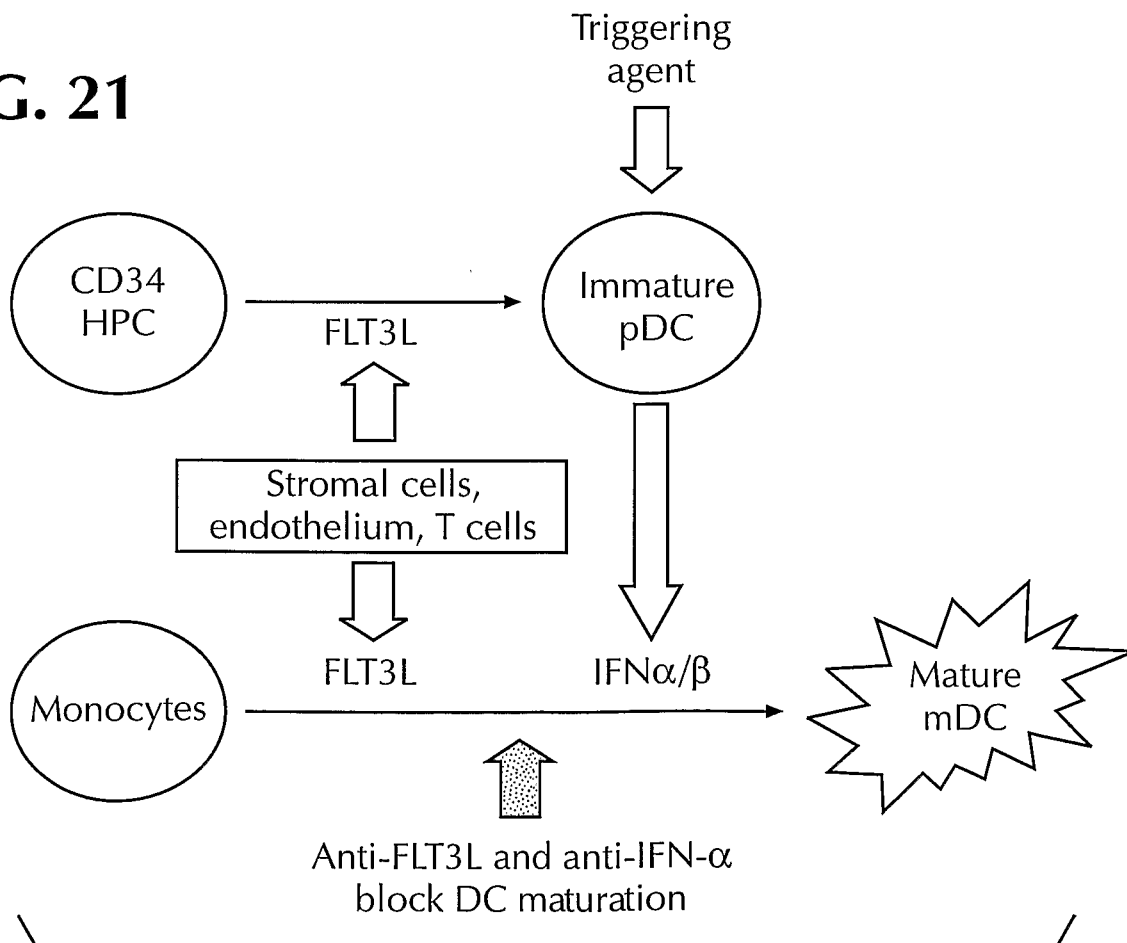 Triggering
agent
G. 21
CD34
HPC
FLT3L
Immature
pDC
Stromal cells,
endothelium, T cells
FLT3L
IFNα/β
Monocytes
Mature
mDC
Anti-FLT3L and anti-IFN-α
block DC maturation